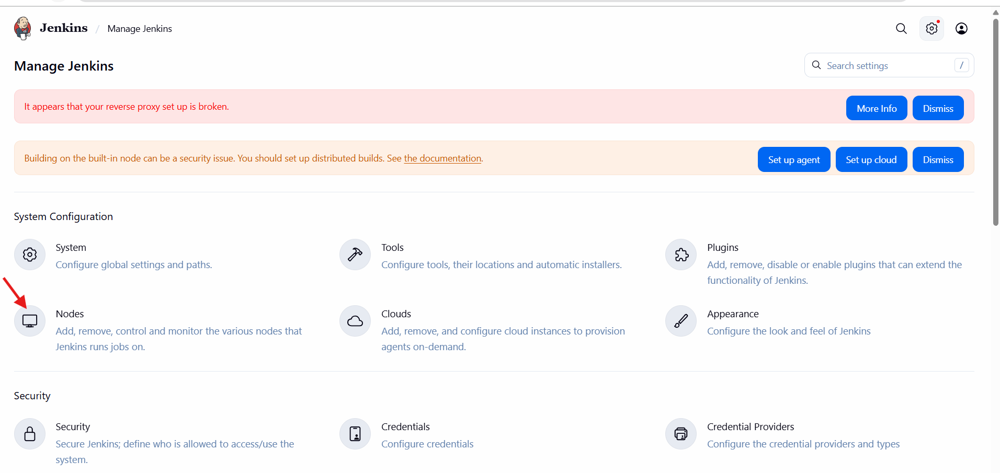 Jenkins / Manage Jenkins
Manage Jenkins
Search settings /
It appears that your reverse proxy set up is broken.
More Info
Dismiss
Building on the built-in node can be a security issue. You should set up distributed builds. See the documentation.
Set up agent
Set up cloud
Dismiss
System Configuration
System
Configure global settings and paths.
Tools
Configure tools, their locations and automatic installers.
Plugins
Add, remove, disable or enable plugins that can extend the
functionality of Jenkins.
Nodes
Add, remove, control and monitor the various nodes that
Jenkins runs jobs on.
Clouds
Add, remove, and configure cloud instances to provision
agents on-demand.
Appearance
Configure the look and feel of Jenkins
Security
Security
Secure Jenkins; define who is allowed to access/use the
system.
Credentials
Configure credentials
Credential Providers
Configure the credential providers and types